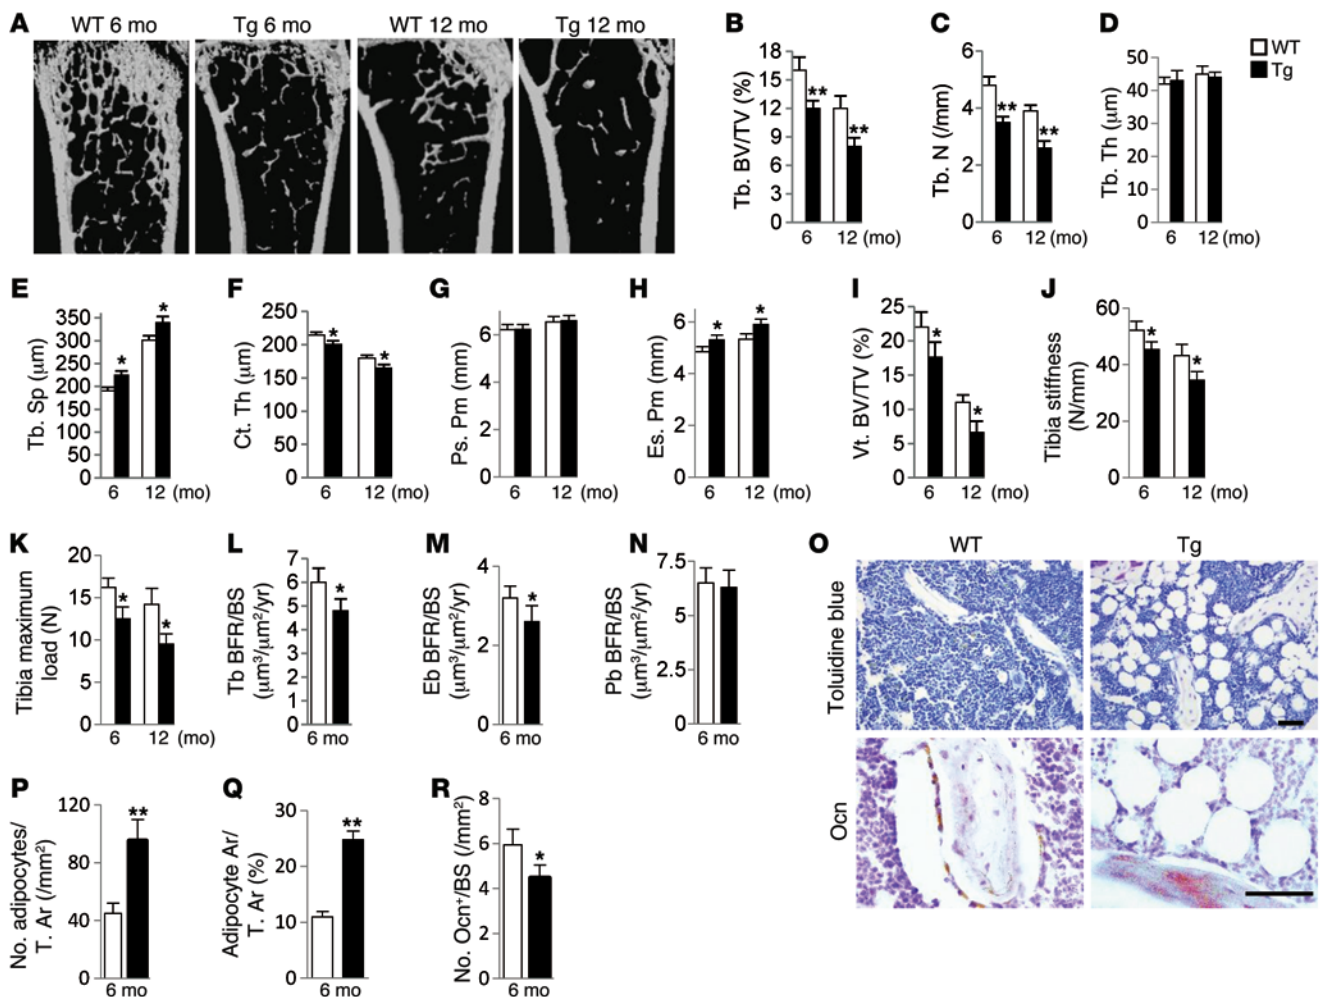 A WT 6 mo Tg 6 mo WT 12 mo Tg 12 mo
B
Tb. BV/TV (%)
18
15
12
9
6
3
0
** **
6 12 (mo)
C
Tb. N (/mm)
6
4
2
0
** **
6 12 (mo)
D
Tb. Th (µm)
50
40
30
20
10
0
6 12 (mo)
WT
Tg
E
Tb. Sp (µm)
350
300
250
200
150
100
50
0
* *
6 12 (mo)
F
Ct. Th (µm)
250
200
150
100
50
0
* *
6 12 (mo)
G
Ps. Pm (mm)
6
4
2
0
6 12 (mo)
H
Es. Pm (mm)
6
4
2
0
* *
6 12 (mo)
I
Vt. BV/TV (%)
25
20
15
10
5
0
* *
6 12 (mo)
J
Tibia stiffness
(N/mm)
60
40
20
0
* *
6 12 (mo)
K
Tibia maximum
load (N)
20
15
10
5
0
* *
6 12 (mo)
L
Tb BFR/BS
(µm³/µm²/yr)
7
6
5
4
3
2
1
0
*
6 mo
M
Eb BFR/BS
(µm³/µm²/yr)
4
2
0
*
6 mo
N
Pb BFR/BS
(µm³/µm²/yr)
7.5
5
2.5
0
6 mo
O
WT Tg
Toluidine blue
Ocn
P
No. adipocytes/
T. Ar (/mm²)
120
80
40
0
**
6 mo
Q
Adipocyte Ar/
T. Ar (%)
30
20
10
0
**
6 mo
R
No. Ocn⁺/BS (/mm²)
8
6
4
2
0
*
6 mo